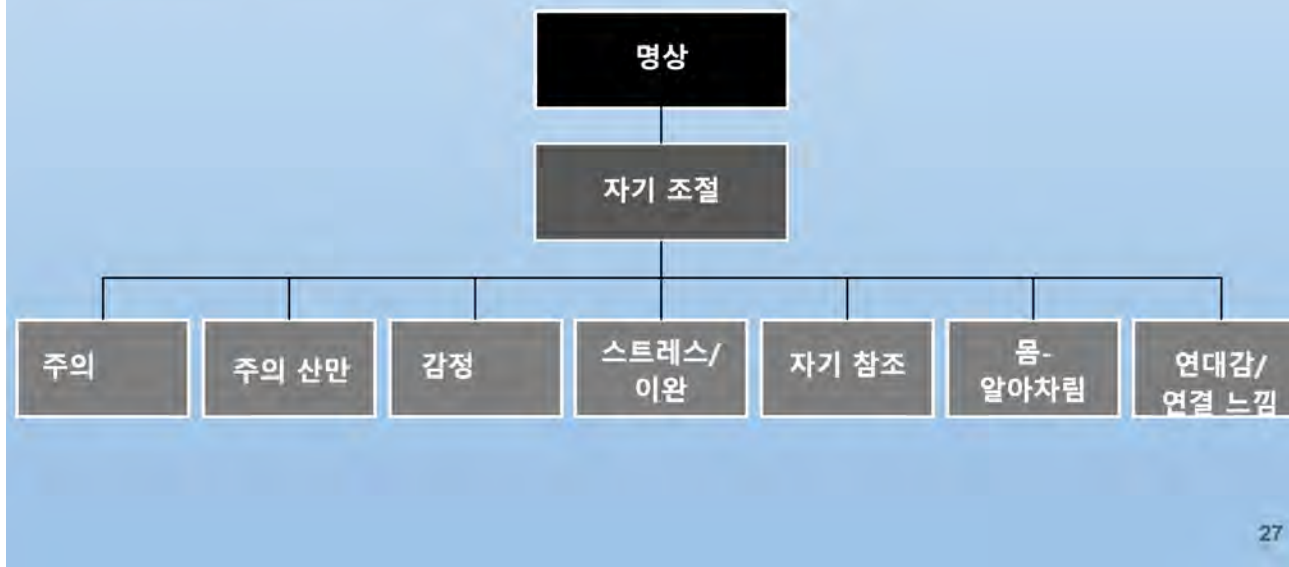 명상
자기 조절
주의
주의 산만
감정
스트레스/
이완
자기 참조
몸-
알아차림
연대감/
연결 느낌
27